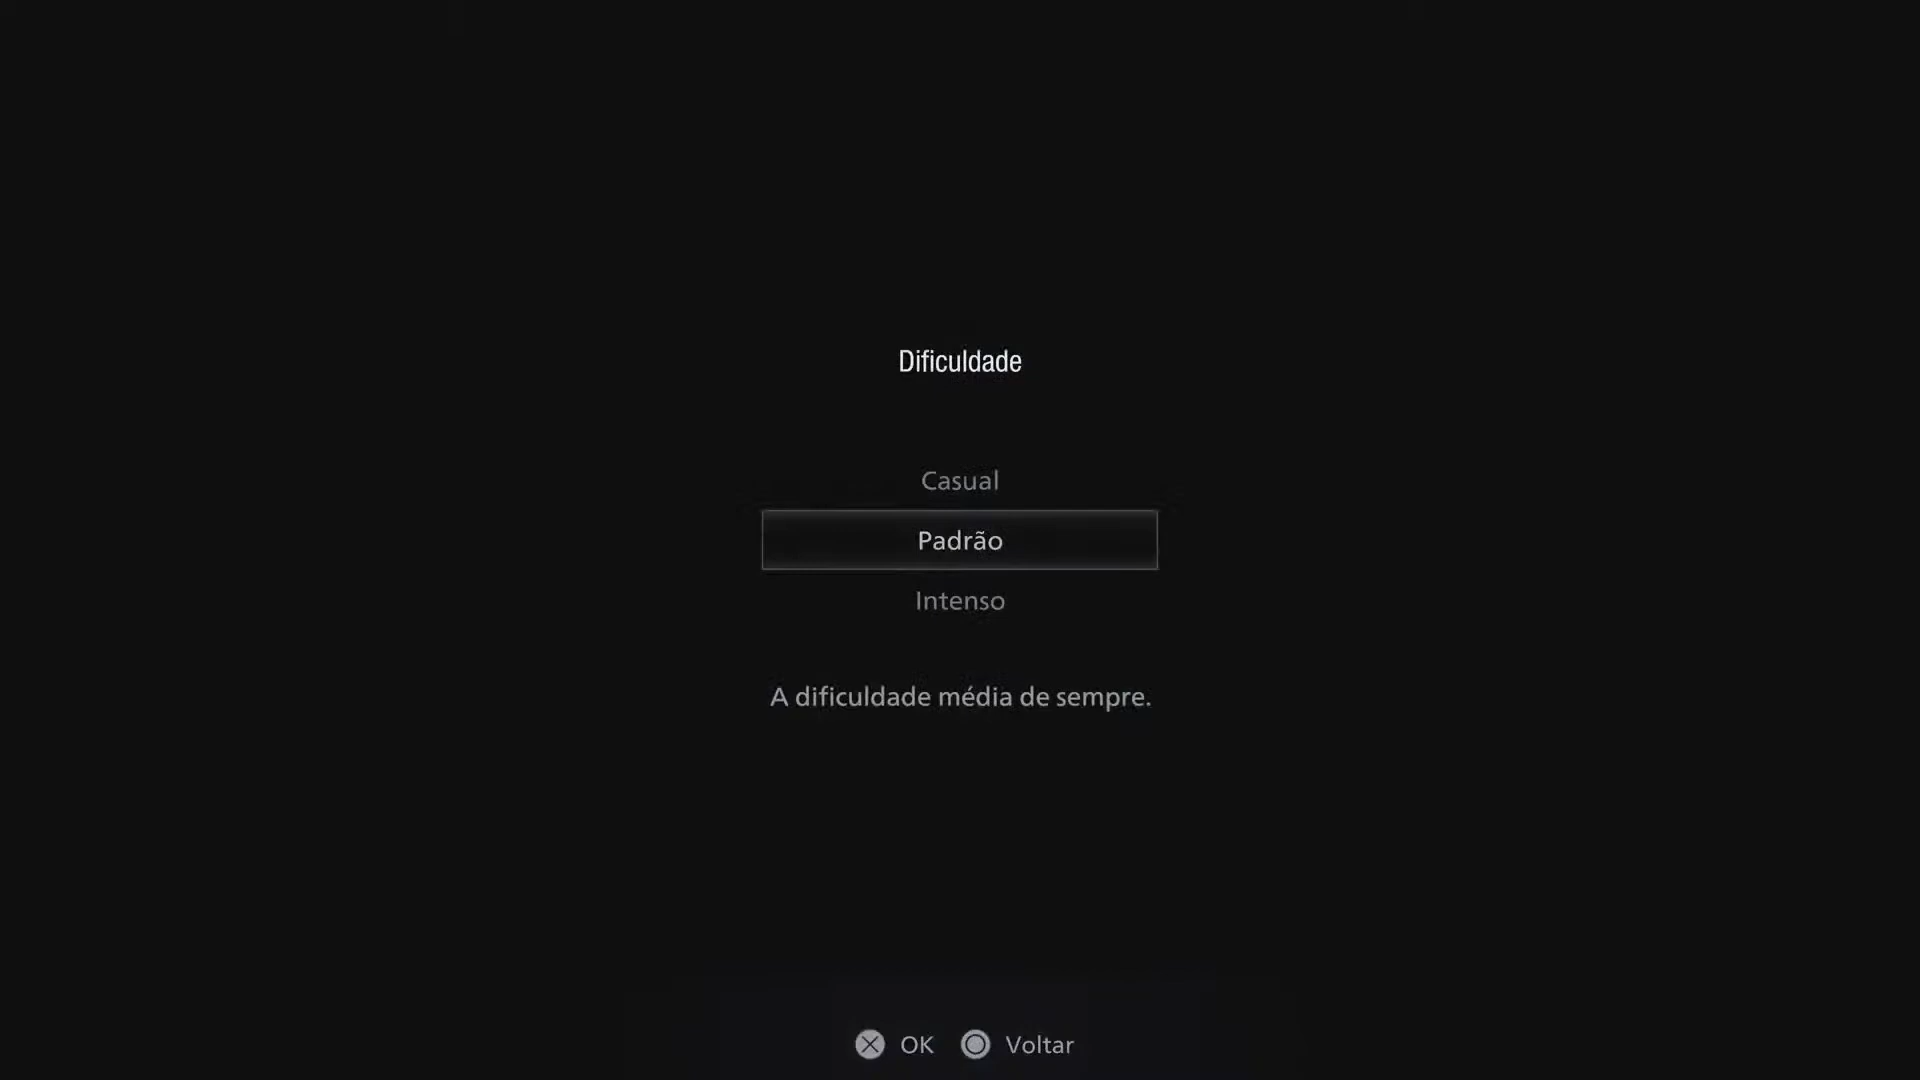 Dificuldade
Casual
Padrão
Intenso
A dificuldade média de sempre.
OK Voltar